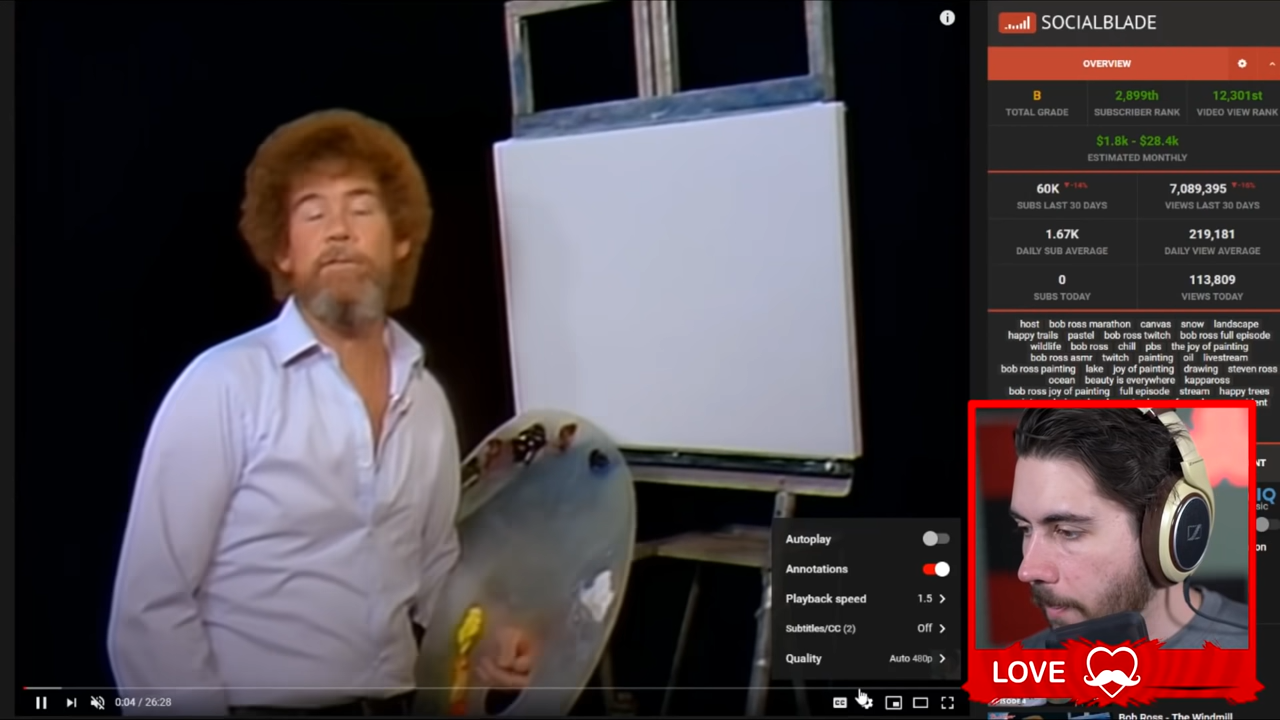 SOCIALBLADE
OVERVIEW
B 2,899th 12,301st
TOTAL GRADE SUBSCRIBER RANK VIDEO VIEW RANK
$1.8k - $28.4k
ESTIMATED MONTHLY
60K -14% 7,089,395 -16%
SUBS LAST 30 DAYS VIEWS LAST 30 DAYS
1.67K 219,181
DAILY SUB AVERAGE DAILY VIEW AVERAGE
0 113,809
SUBS TODAY VIEWS TODAY
host bob ross marathon canvas snow landscape
happy trails pastel bob ross twitch bob ross full episode
wildlife bob ross chill pbs the joy of painting
bob ross asmr twitch painting oil livestream
bob ross painting lake joy of painting drawing steven ross
ocean beauty is everywhere kappaross
bob ross joy of painting full episode stream happy trees
NT
IQ
on
Autoplay
Annotations
Playback speed 1.5
Subtitles/CC (2) Off
Quality Auto 480p
0:04 / 26:28
CC
LOVE
Bob Ross - The Windmill